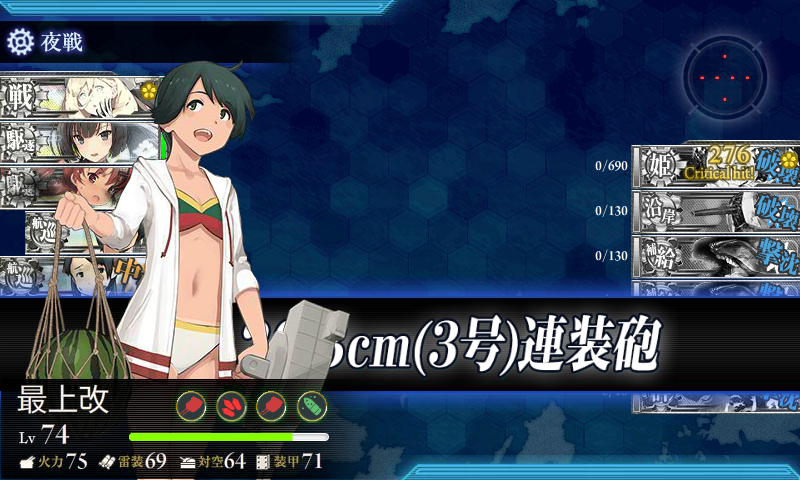 夜戦
戦
駆逐
航巡
航巡
中
0/690
姫
276
Critical hit!
破壊
0/130
沿岸
破壊
0/130
補給
撃沈
cm(3号)連装砲
最上改
Lv 74
火力75 雷装69 対空64 装甲71